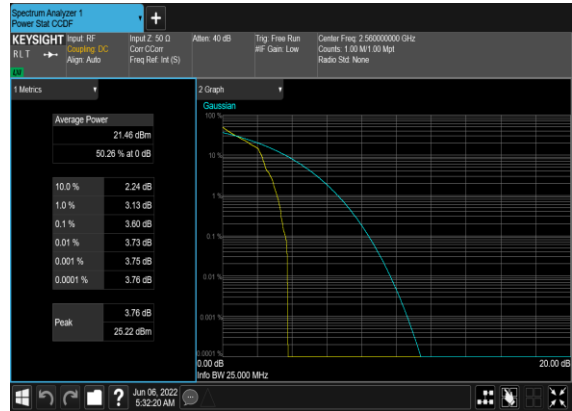 Spectrum Analyzer 1
Power Stat CCDF
KEYSIGHT
RLT
LW
Input: RF
Coupling: DC
Align: Auto
Input Z: 50 Ω
Corr CCorr
Freq Ref: Int (S)
Atten: 40 dB
Trig: Free Run
#IF Gain: Low
Center Freq: 2.560000000 GHz
Counts: 1.00 M/1.00 Mpt
Radio Std: None
1 Metrics
Average Power
21.46 dBm
50.26 % at 0 dB
10.0 % 2.24 dB
1.0 % 3.13 dB
0.1 % 3.60 dB
0.01 % 3.73 dB
0.001 % 3.75 dB
0.0001 % 3.76 dB
Peak
3.76 dB
25.22 dBm
2 Graph
Gaussian
100 %
10 %
1 %
0.1 %
0.01 %
0.001 %
0.0001 %
0.00 dB 20.00 dB
Info BW 25.000 MHz
Jun 06, 2022
5:32:20 AM